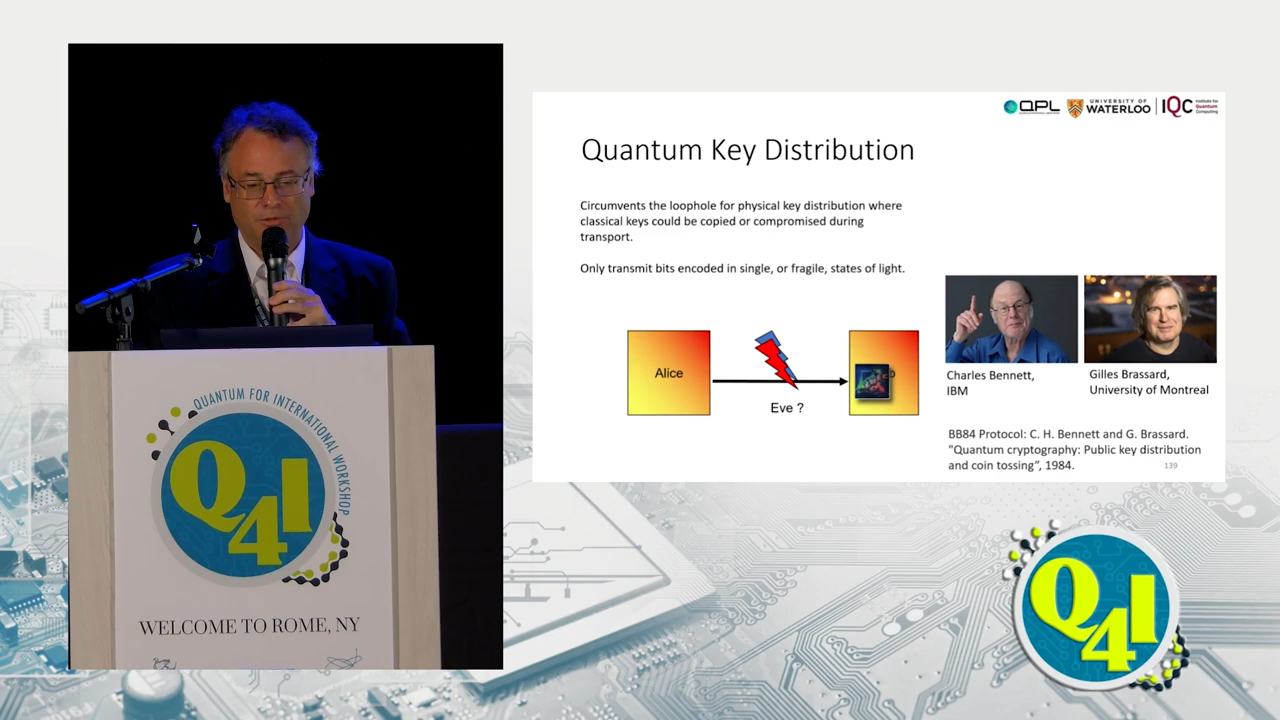 QUANTUM FOR INTERNATIONAL WORKSHOP
Q4I
WELCOME TO ROME, NY
QPL
UNIVERSITY OF
WATERLOO
IQC
Institute for
Quantum
Computing
Quantum Key Distribution
Circumvents the loophole for physical key distribution where
classical keys could be copied or compromised during
transport.
Only transmit bits encoded in single, or fragile, states of light.
Alice
Eve ?
Charles Bennett,
IBM
Gilles Brassard,
University of Montreal
BB84 Protocol: C. H. Bennett and G. Brassard.
"Quantum cryptography: Public key distribution
and coin tossing”, 1984.
139
Q4I